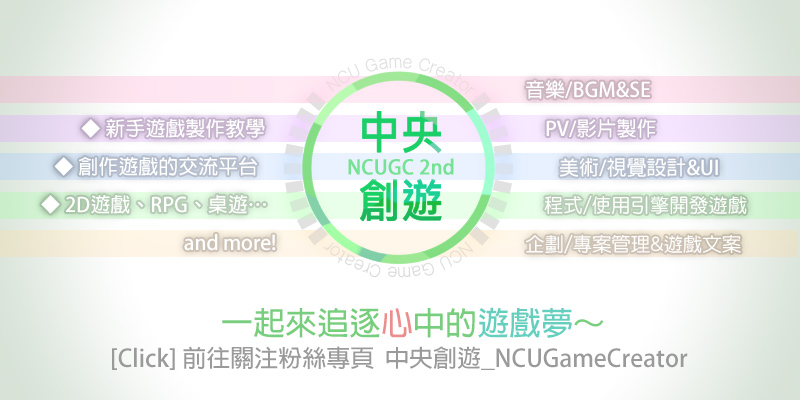 NCU Game Creator
音樂/BGM&SE
◆ 新手遊戲製作教學
PV/影片製作
◆ 創作遊戲的交流平台
美術/視覺設計&UI
◆ 2D遊戲、RPG、桌遊…
程式/使用引擎開發遊戲
and more!
企劃/專案管理&遊戲文案
中央
NCUGC 2nd
創遊
NCU Game Creator
一起來追逐心中的遊戲夢～
[Click] 前往關注粉絲專頁 中央創遊_NCUGameCreator